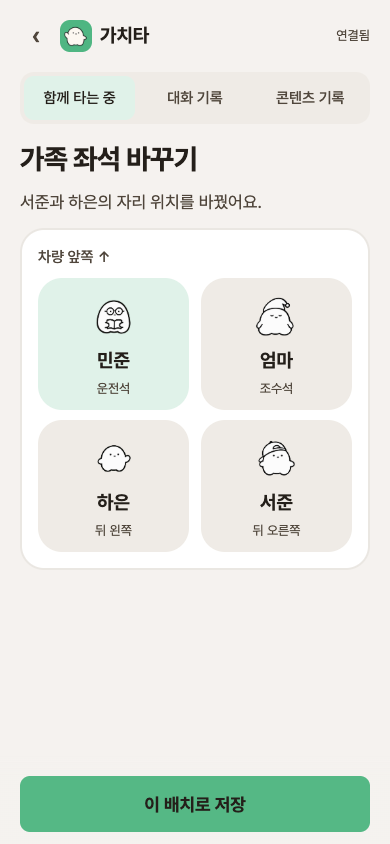 가치타
연결됨
함께 타는 중
대화 기록
콘텐츠 기록
가족 좌석 바꾸기
서준과 하은의 자리 위치를 바꿨어요.
차량 앞쪽 ↑
민준
운전석
엄마
조수석
하은
뒤 왼쪽
서준
뒤 오른쪽
이 배치로 저장